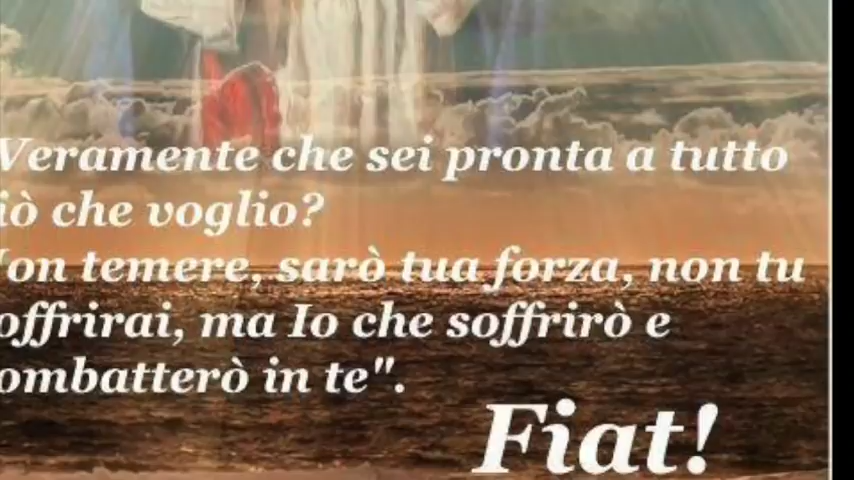 Veramente che sei pronta a tutto
iò che voglio?
on temere, sarò tua forza, non tu
offrirai, ma Io che soffrirò e
ombatterò in te".
Fiat!